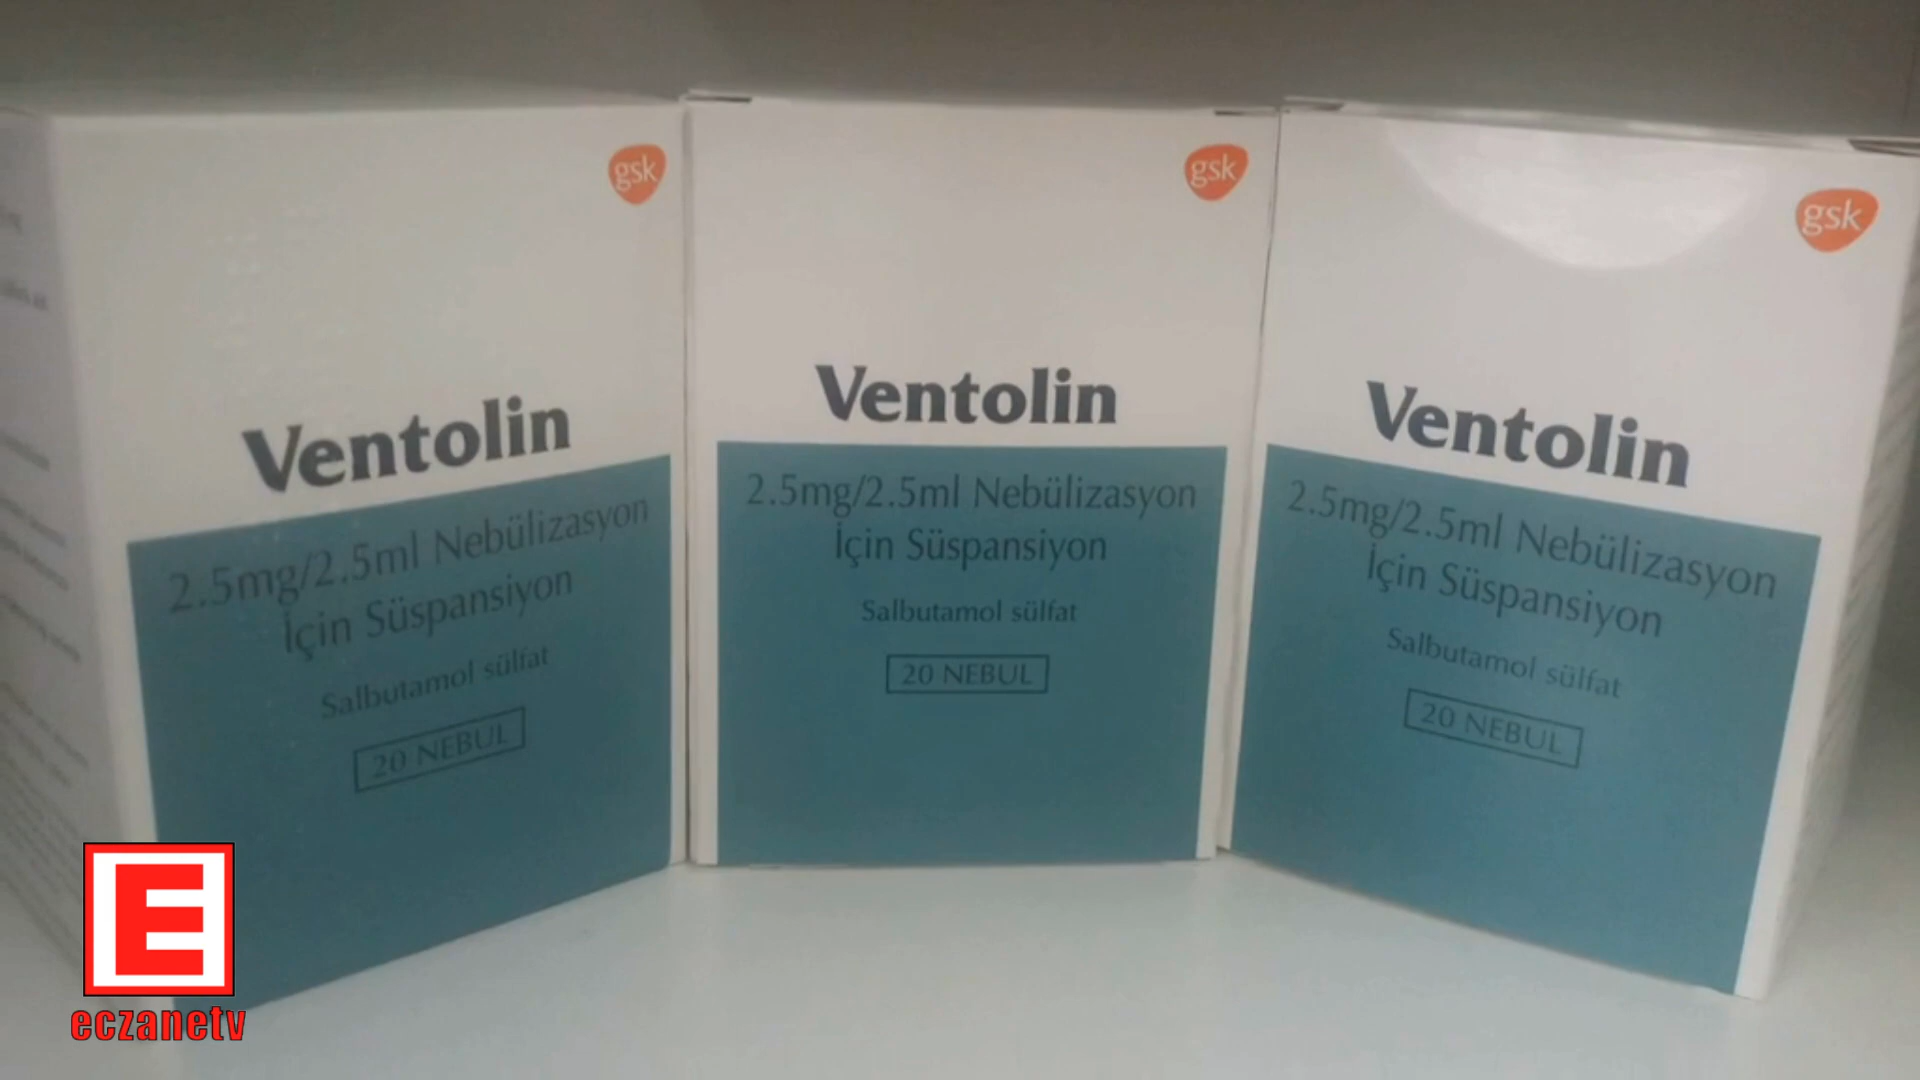 gsk
Ventolin
2.5mg/2.5ml Nebülizasyon
İçin Süspansiyon
Salbutamol sülfat
20 NEBUL
gsk
Ventolin
2.5mg/2.5ml Nebülizasyon
İçin Süspansiyon
Salbutamol sülfat
20 NEBUL
gsk
Ventolin
2.5mg/2.5ml Nebülizasyon
İçin Süspansiyon
Salbutamol sülfat
20 NEBUL
E
eczanetv